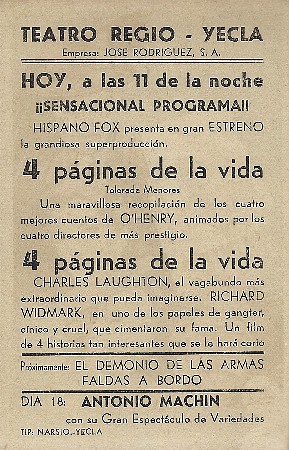 TEATRO REGIO - YECLA
Empresa: JOSE RODRIGUEZ, S. A.
HOY, a las 11 de la noche
¡¡SENSACIONAL PROGRAMA!!
HISPANO FOX presenta en gran ESTRENO
la grandiosa superproducción.
4 páginas de la vida
Tolerada Menores
Una maravillosa recopilación de los cuatro
mejores cuentos de O'HENRY, animados por los
cuatro directores de más prestigio.
4 páginas de la vida
CHARLES LAUGHTON, el vagabundo más
extraordinario que pueda imaginerse. RICHARD
WIDMARK, en uno de los papeles de gangter,
cínico y cruel, que cimentaron su fama. Un film
de 4 historias tan interesantes que se le hará corto
Próximamente: EL DEMONIO DE LAS ARMAS
FALDAS A BORDO
DIA 18: ANTONIO MACHIN
con su Gran Espectáculo de Variedades
TIP: NARSIO, YECLA